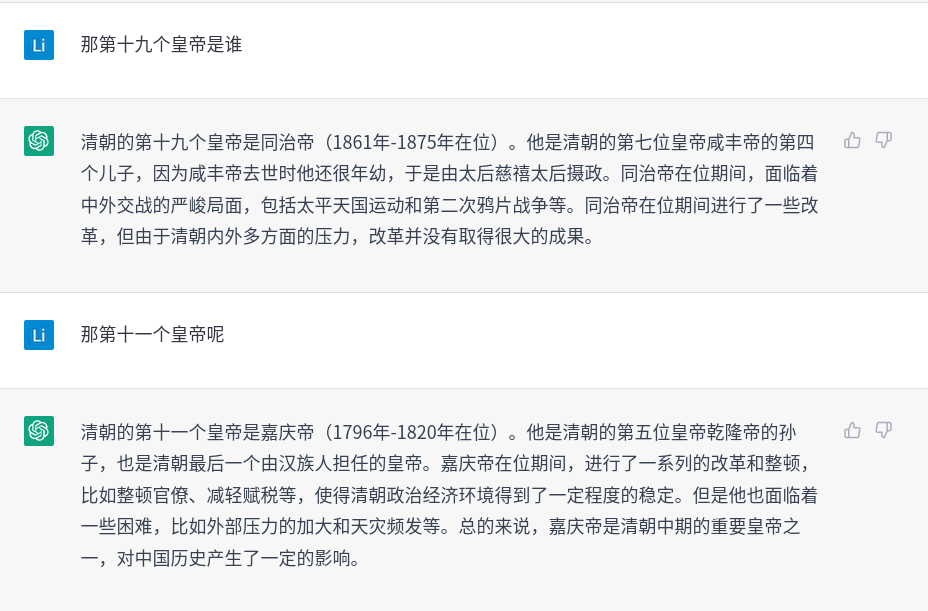 Li 那第十九个皇帝是谁
清朝的第十九个皇帝是同治帝（1861年-1875年在位）。他是清朝的第七位皇帝咸丰帝的第四
个儿子，因为咸丰帝去世时他还很年幼，于是由太后慈禧太后摄政。同治帝在位期间，面临着
中外交战的严峻局面，包括太平天国运动和第二次鸦片战争等。同治帝在位期间进行了一些改
革，但由于清朝内外多方面的压力，改革并没有取得很大的成果。
Li 那第十一个皇帝呢
清朝的第十一个皇帝是嘉庆帝（1796年-1820年在位）。他是清朝的第五位皇帝乾隆帝的孙
子，也是清朝最后一个由汉族人担任的皇帝。嘉庆帝在位期间，进行了一系列的改革和整顿，
比如整顿官僚、减轻赋税等，使得清朝政治经济环境得到了一定程度的稳定。但是他也面临着
一些困难，比如外部压力的加大和天灾频发等。总的来说，嘉庆帝是清朝中期的重要皇帝之
一，对中国历史产生了一定的影响。